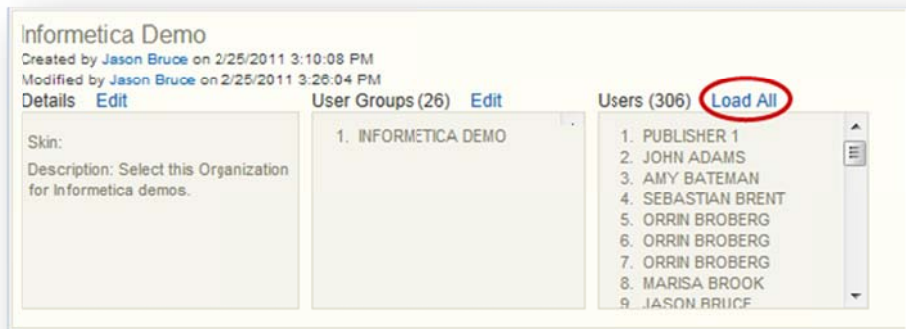 Informetica Demo
Created by Jason Bruce on 2/25/2011 3:10:08 PM
Modified by Jason Bruce on 2/25/2011 3:26:04 PM
Details Edit
Skin:
Description: Select this Organization
for Informetica demos.
User Groups (26) Edit
1. INFORMETICA DEMO
Users (306) Load All
1. PUBLISHER 1
2. JOHN ADAMS
3. AMY BATEMAN
4. SEBASTIAN BRENT
5. ORRIN BROBERG
6. ORRIN BROBERG
7. ORRIN BROBERG
8. MARISA BROOK
9. JASON BRUCE